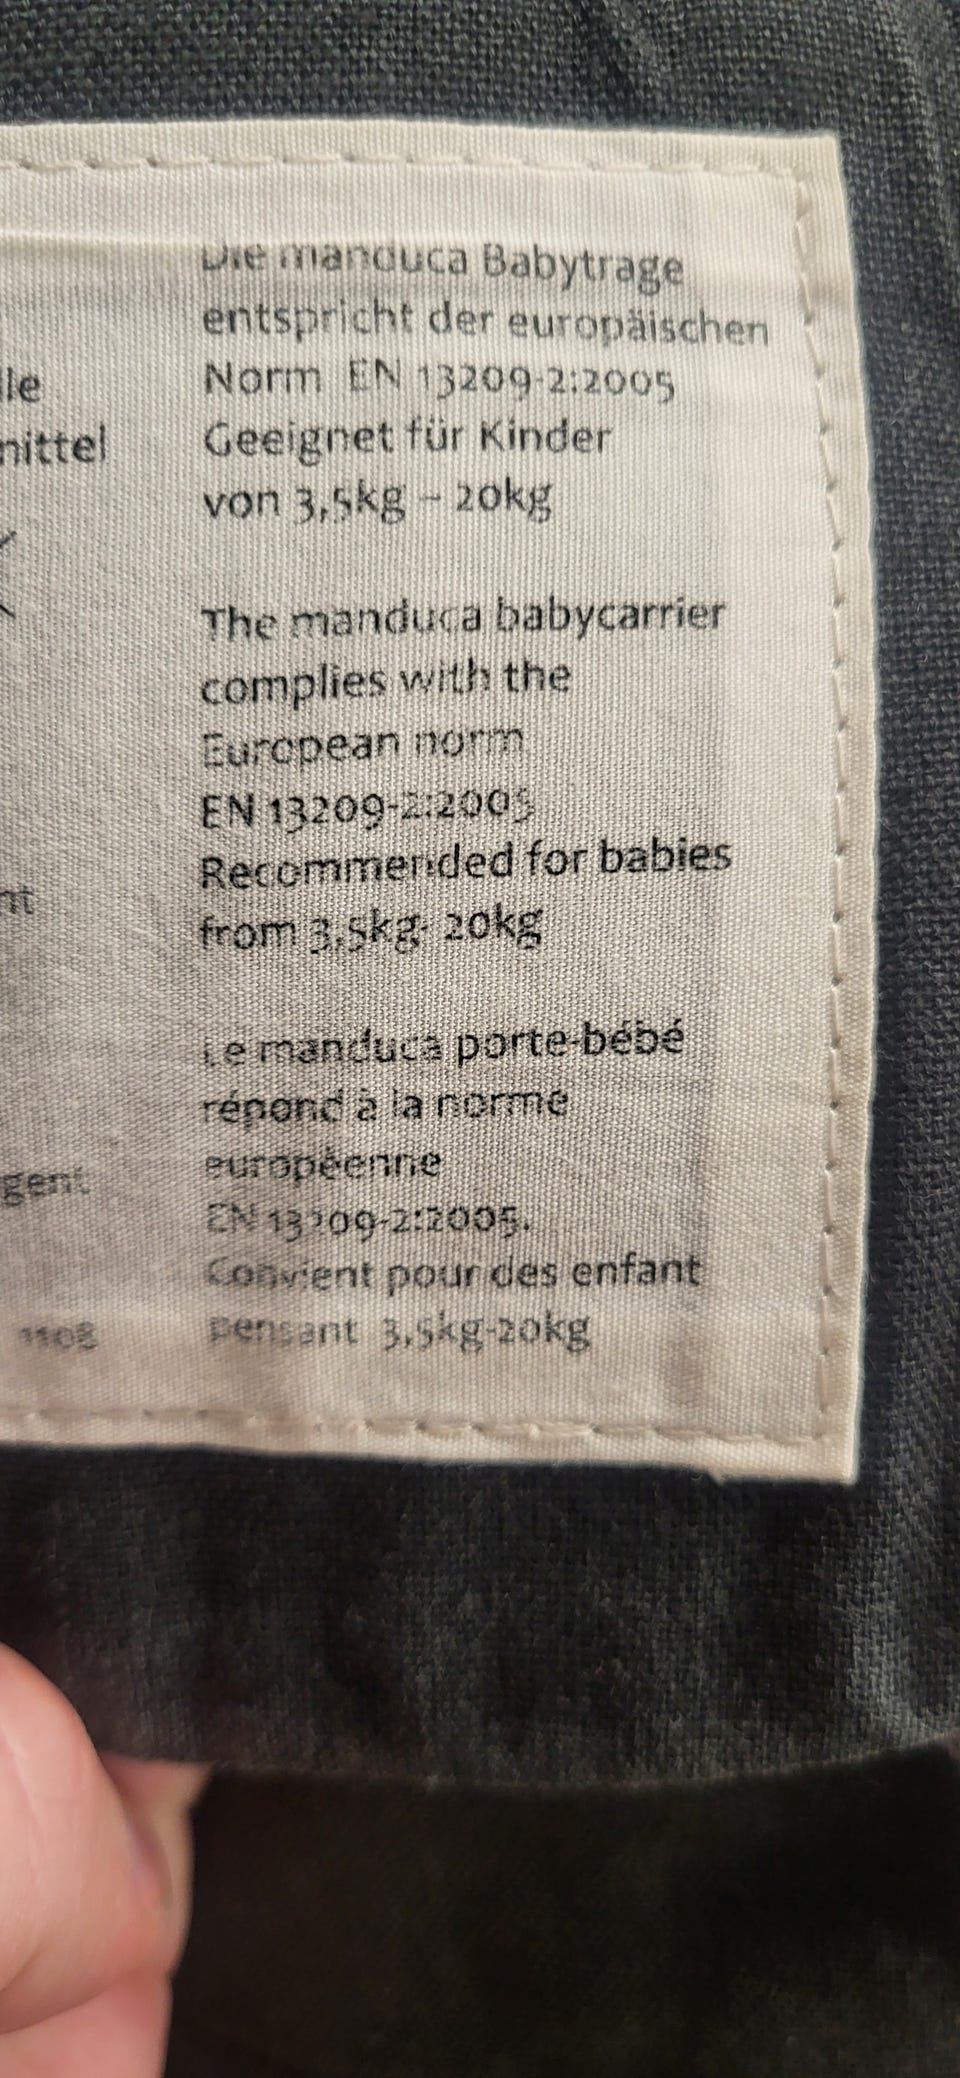 Die manduca Babytrage
entspricht der europäischen
Norm EN 13209-2:2005
Geeignet für Kinder
von 3,5kg – 20kg
The manduca babycarrier
complies with the
European norm
EN 13209-2:2005
Recommended for babies
from 3,5kg- 20kg
Le manduca porte-bébé
répond à la norme
européenne
EN 13209-2:2005.
Convient pour des enfant
pensant 3,5kg-20kg
1108